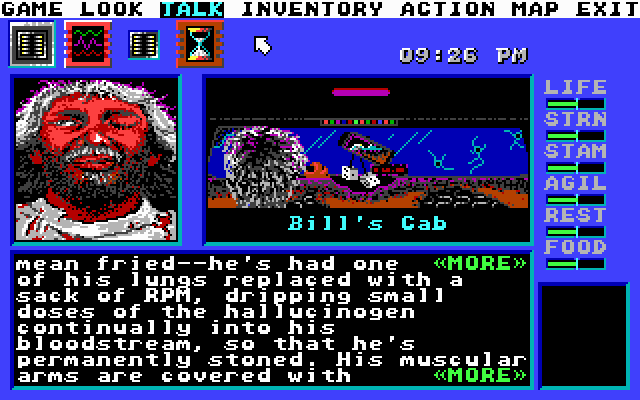 GAME LOOK TALK INVENTORY ACTION MAP EXIT
09:26 PM
LIFE
STRN
STAM
AGIL
REST
FOOD
Bill's Cab
mean fried--he's had one «MORE»
of his lungs replaced with a
sack of RPM, dripping small
doses of the hallucinogen
continually into his
bloodstream, so that he's
permanently stoned. His muscular
arms are covered with «MORE»